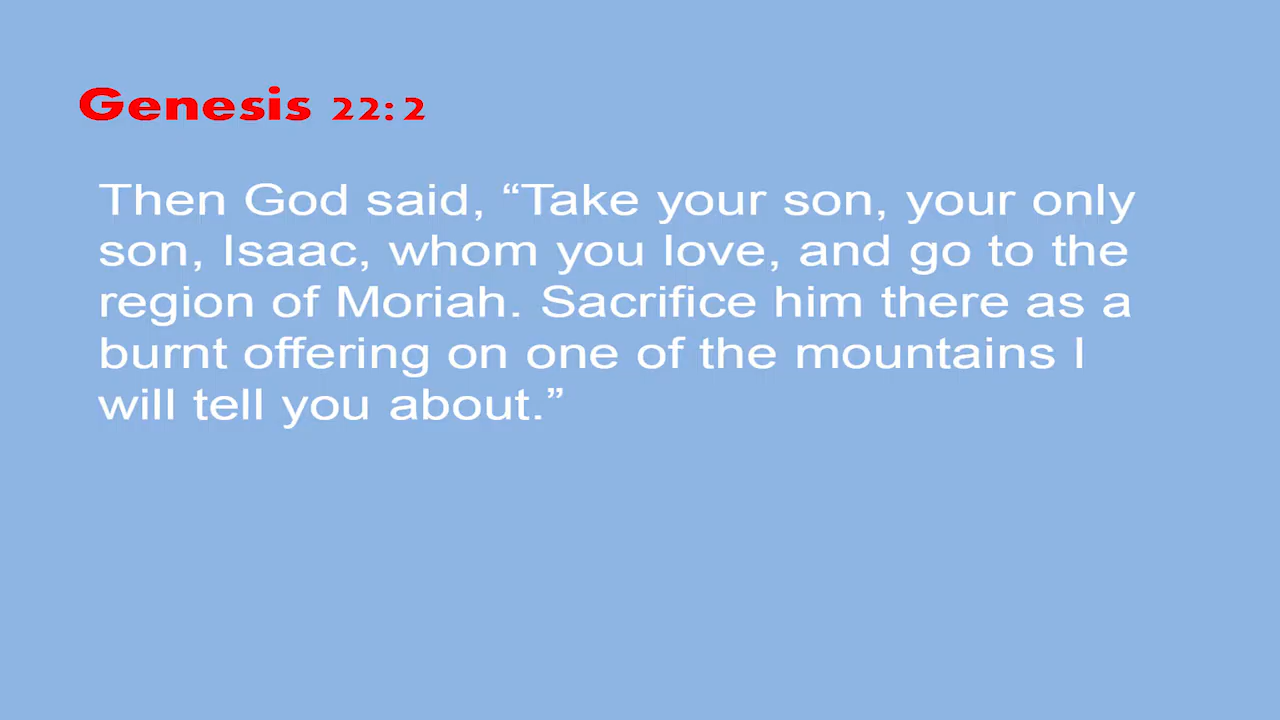 Genesis 22:2
Then God said, “Take your son, your only
son, Isaac, whom you love, and go to the
region of Moriah. Sacrifice him there as a
burnt offering on one of the mountains I
will tell you about.”